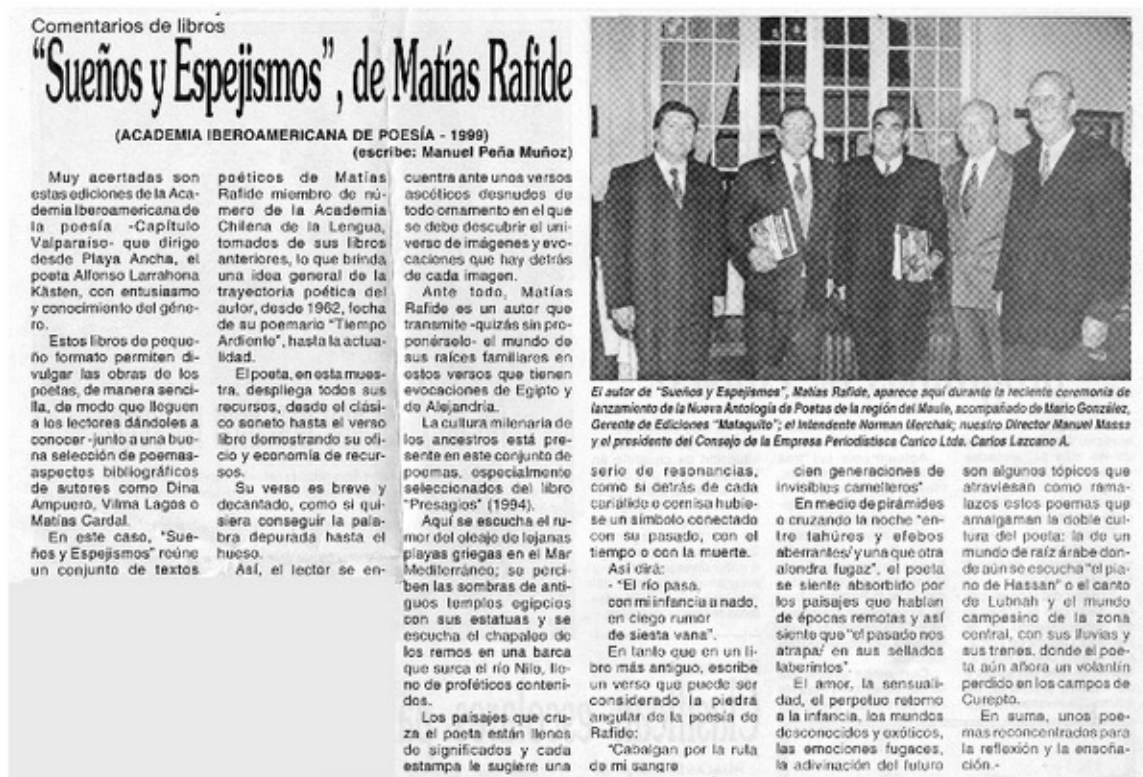 Comentarios de libros
“Sueños y Espejismos”, de Matías Rafide
(ACADEMIA IBEROAMERICANA DE POESÍA - 1999)
(escribe: Manuel Peña Muñoz)
Muy acertadas son
estas ediciones de la Aca-
demia Iberoamericana de
la poesía -Capítulo
Valparaíso- que dirige
desde Playa Ancha, el
poeta Alfonso Larrahona
Kästen, con entusiasmo
y conocimiento del géne-
ro.
Estos libros de peque-
ño formato permiten di-
vulgar las obras de los
poetas, de manera senci-
lla, de modo que lleguen
a los lectores dándoles a
conocer -junto a una bue-
na selección de poemas-
aspectos bibliográficos
de autores como Dina
Ampuero, Vilma Lagos o
Matías Cardal.
En este caso, “Sue-
ños y Espejismos” reúne
un conjunto de textos
poéticos de Matías
Rafide miembro de nú-
mero de la Academia
Chilena de la Lengua,
tomados de sus libros
anteriores, lo que brinda
una idea general de la
trayectoria poética del
autor, desde 1962, fecha
de su poemario “Tiempo
Ardiente”, hasta la actua-
lidad.
El poeta, en esta mues-
tra, despliega todos sus
recursos, desde el clási-
co soneto hasta el verso
libre demostrando su ofi-
cio y economía de recur-
sos.
Su verso es breve y
decantado, como si qui-
siera conseguir la pala-
bra depurada hasta el
hueso.
Así, el lector se en-
cuentra ante unos versos
ascéticos desnudos de
todo ornamento en el que
se debe descubrir el uni-
verso de imágenes y evo-
caciones que hay detrás
de cada imagen.
Ante todo, Matías
Rafide es un autor que
transmite -quizás sin pro-
ponérselo- el mundo de
sus raíces familiares en
estos versos que tienen
evocaciones de Egipto y
de Alejandría.
La cultura milenaria de
los ancestros está pre-
sente en este conjunto de
poemas, especialmente
seleccionados del libro
“Presagios” (1994).
Aquí se escucha el ru-
mor del oleaje de lejanas
playas griegas en el Mar
Mediterráneo; se perci-
ben las sombras de anti-
guos templos egipcios
con sus estatuas y se
escucha el chapaleo de
los remos en una barca
que surca el río Nilo, lle-
no de proféticos conteni-
dos.
Los paisajes que cru-
za el poeta están llenos
de significados y cada
estampa le sugiere una
El autor de “Sueños y Espejismos”, Matías Rafide, aparece aquí durante la reciente ceremonia de
lanzamiento de la Nueva Antología de Poetas de la región del Maule, acompañado de Mario González,
Gerente de Ediciones “Mataquito”; el Intendente Norman Merchak; nuestro Director Manuel Massa
y el presidente del Consejo de la Empresa Periodística Curicó Ltda. Carlos Lazcano A.
serie de resonancias,
como si detrás de cada
cariátide o cornisa hubie-
se un símbolo conectado
con su pasado, con el
tiempo o con la muerte.
Así dirá:
- “El río pasa.
con mi infancia a nado,
en ciego rumor
de siesta vana”.
En tanto que en un li-
bro más antiguo, escribe
un verso que puede ser
considerado la piedra
angular de la poesía de
Rafide:
“Cabalgan por la ruta
de mi sangre
cien generaciones de
invisibles camelleros”
En medio de pirámides
o cruzando la noche “en-
tre tahúres y efebos
aberrantes/ y una que otra
alondra fugaz”, el poeta
se siente absorbido por
los paisajes que hablan
de épocas remotas y así
siente que “el pasado nos
atrapa/ en sus sellados
laberintos”.
El amor, la sensuali-
dad, el perpetuo retorno
a la infancia, los mundos
desconocidos y exóticos,
las emociones fugaces,
la adivinación del futuro
son algunos tópicos que
atraviesan como rama-
lazos estos poemas que
amalgaman la doble cul-
tura del poeta: la de un
mundo de raíz árabe don-
de aún se escucha “el pia-
no de Hassan” o el canto
de Lubnah y el mundo
campesino de la zona
central, con sus lluvias y
sus trenes, donde el poe-
ta aún añora un volantín
perdido en los campos de
Curepto.
En suma, unos poe-
mas reconcentrados para
la reflexión y la ensoña-
ción.-